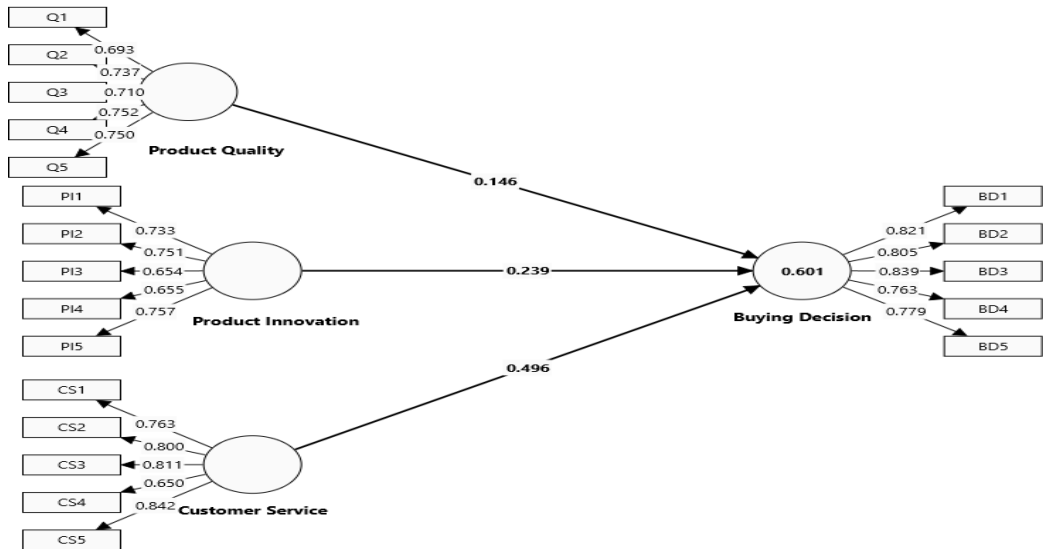 Q1
0.693
Q2
0.737
Q3
0.710
0.752
Q4
0.750
Q5
Product Quality
0.146
PI1
0.733
PI2
0.751
PI3
0.654
0.655
PI4
0.757
PI5
Product Innovation
0.239
CS1
0.763
CS2
0.800
CS3
0.811
0.650
CS4
0.842
CS5
Customer Service
0.496
0.601
Buying Decision
BD1
0.821
BD2
0.805
BD3
0.839
0.763
BD4
0.779
BD5